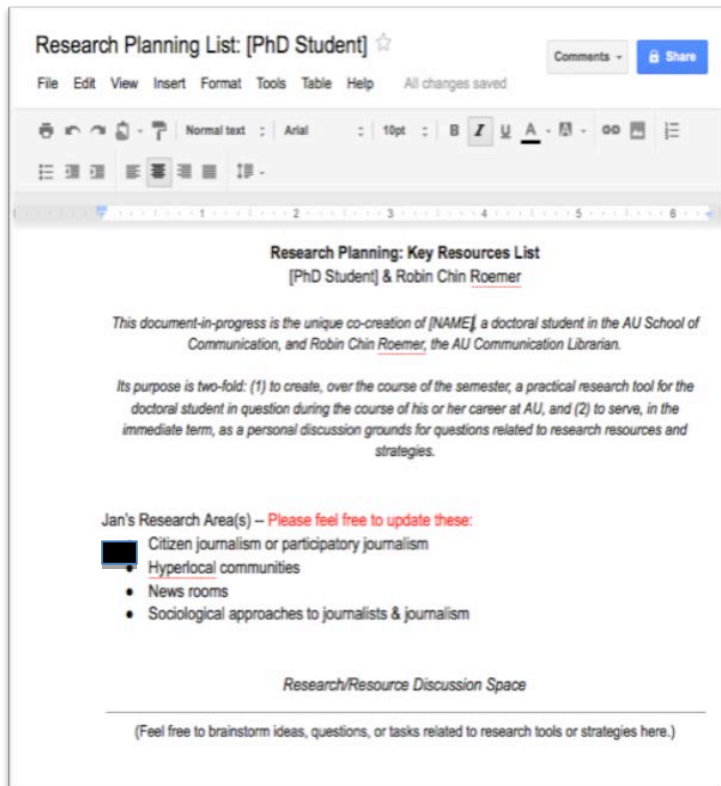 Research Planning List: [PhD Student]
Comments
Share
File Edit View Insert Format Tools Table Help All changes saved
Normal text Arial 10pt B I U A A
1 2 3 4 5 6
Research Planning: Key Resources List
[PhD Student] & Robin Chin Roemer
This document-in-progress is the unique co-creation of [NAME], a doctoral student in the AU School of
Communication, and Robin Chin Roemer, the AU Communication Librarian.
Its purpose is two-fold: (1) to create, over the course of the semester, a practical research tool for the
doctoral student in question during the course of his or her career at AU, and (2) to serve, in the
immediate term, as a personal discussion grounds for questions related to research resources and
strategies.
Jan's Research Area(s) -- Please feel free to update these:
Citizen journalism or participatory journalism
• Hyperlocal communities
• News rooms
• Sociological approaches to journalists & journalism
Research/Resource Discussion Space
(Feel free to brainstorm ideas, questions, or tasks related to research tools or strategies here.)